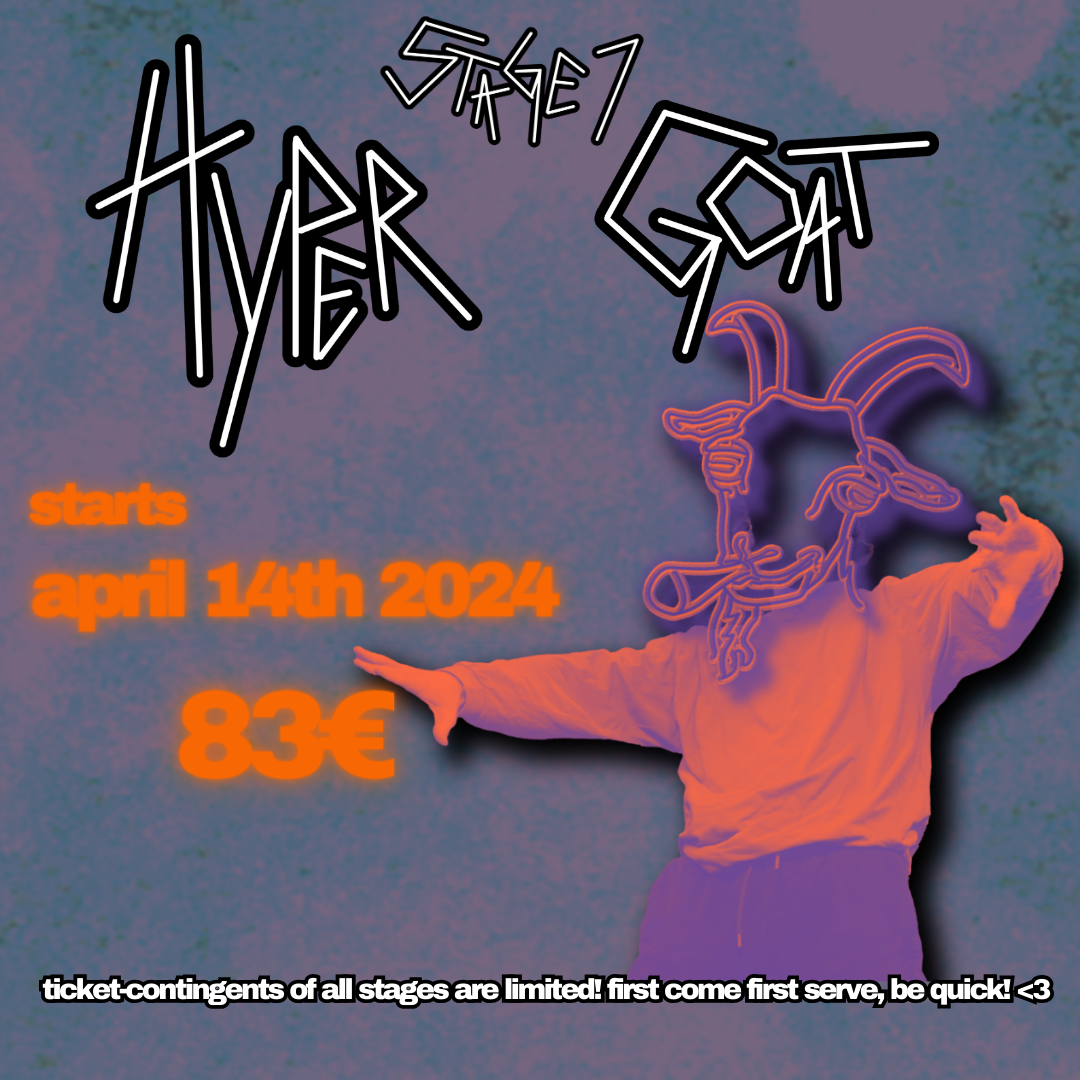 STAGE 1
HYPER GOAT
starts
april 14th 2024
83€
ticket-contingents of all stages are limited! first come first serve, be quick! <3